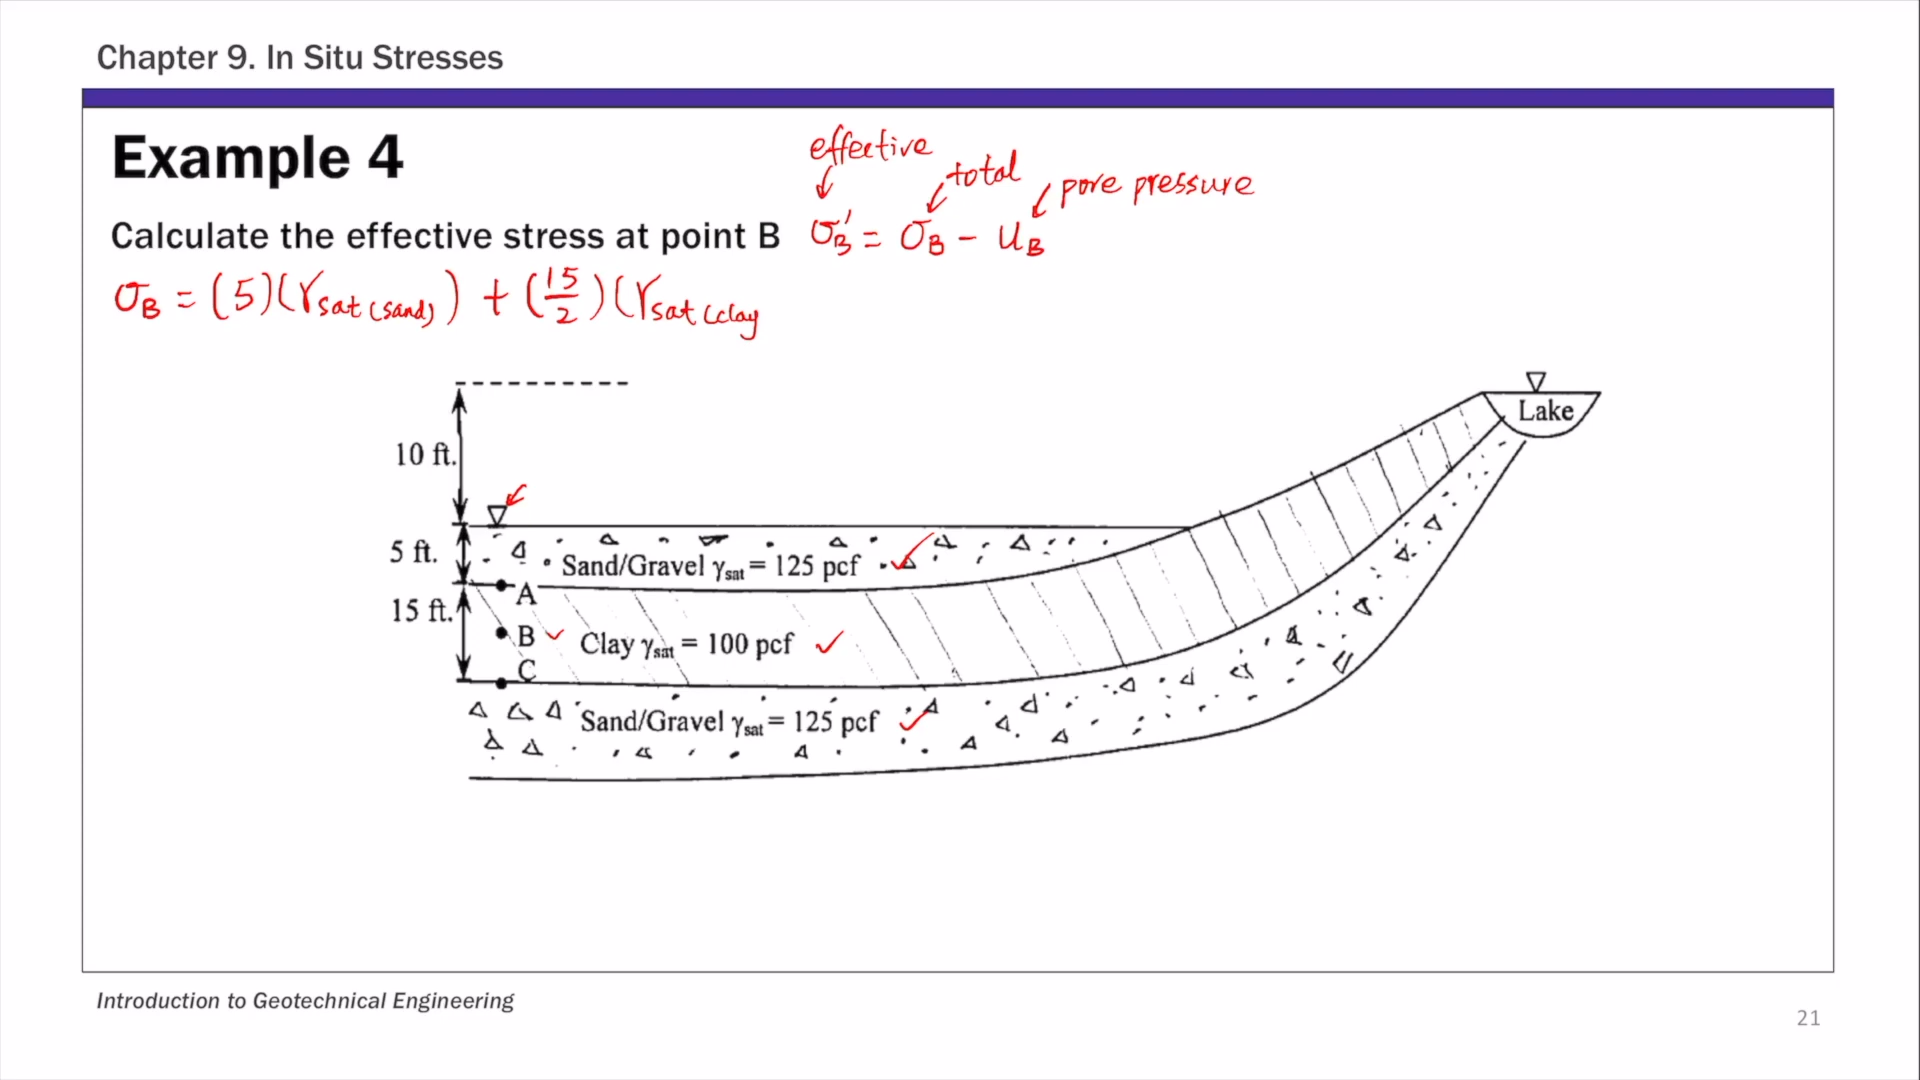 Chapter 9. In Situ Stresses
Example 4
effective
total
pore pressure
Calculate the effective stress at point B σ'B = σB - uB
σB = (5)(γsat(sand)) + (15/2)(γsat(clay
Lake
10 ft.
5 ft.
Sand/Gravel γsat = 125 pcf
A
15 ft.
B
Clay γsat = 100 pcf
C
Sand/Gravel γsat = 125 pcf
Introduction to Geotechnical Engineering
21